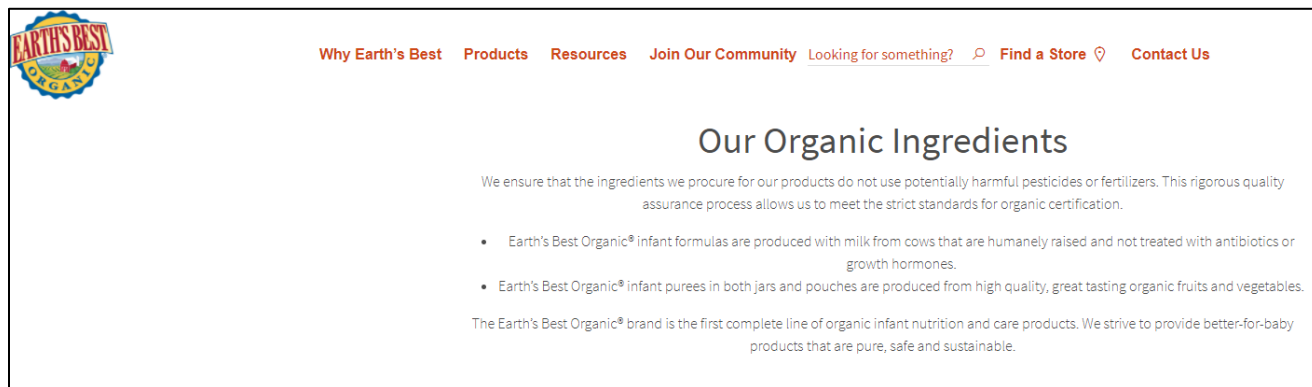 EARTH'S BEST
ORGANIC
Why Earth's Best Products Resources Join Our Community Looking for something? Find a Store Contact Us
Our Organic Ingredients
We ensure that the ingredients we procure for our products do not use potentially harmful pesticides or fertilizers. This rigorous quality
assurance process allows us to meet the strict standards for organic certification.
• Earth's Best Organic® infant formulas are produced with milk from cows that are humanely raised and not treated with antibiotics or
growth hormones.
• Earth's Best Organic® infant purees in both jars and pouches are produced from high quality, great tasting organic fruits and vegetables.
The Earth's Best Organic® brand is the first complete line of organic infant nutrition and care products. We strive to provide better-for-baby
products that are pure, safe and sustainable.